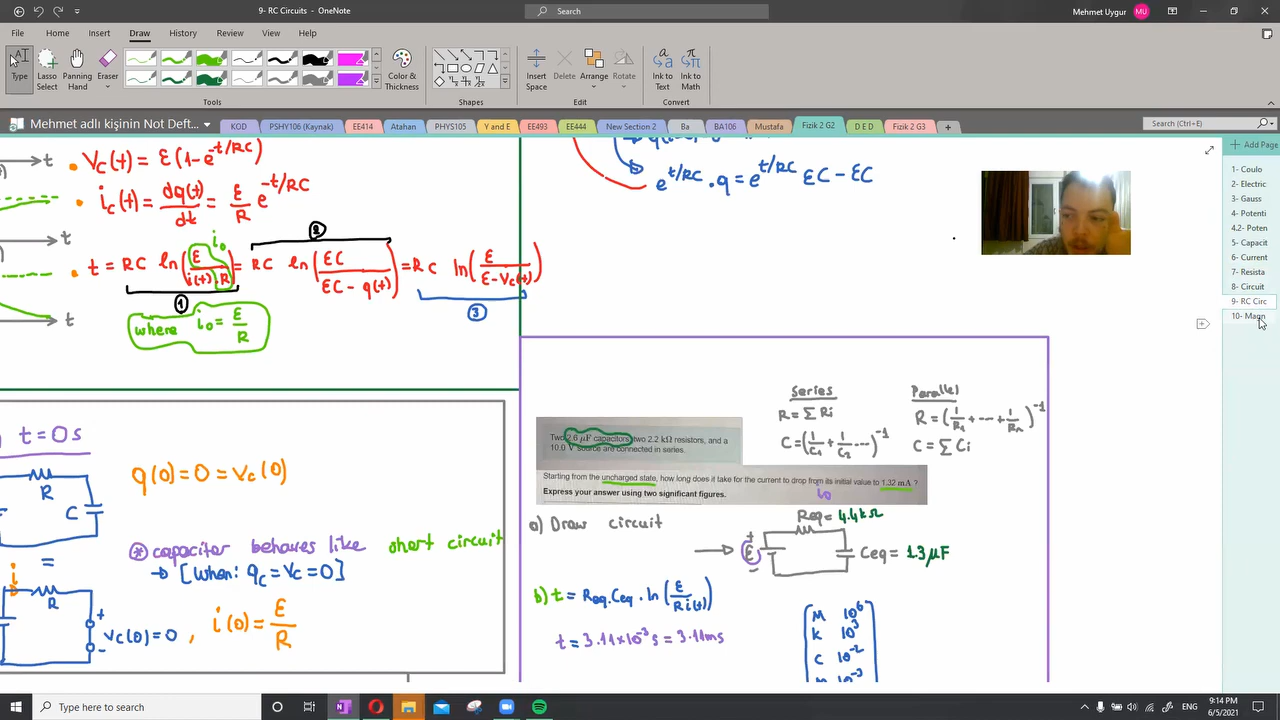 9- RC Circuits - OneNote
Search
Mehmet Uygur
MU
File Home Insert Draw History Review View Help
Type
Lasso Select
Panning Hand
Eraser
Color & Thickness
Insert Space
Delete
Arrange
Rotate
Ink to Text
Ink to Math
Tools
Shapes
Edit
Convert
Mehmet adlı kişinin Not Deft...
KOD PSHY106 (Kaynak) EE414 Atahan PHYS105 Y and E EE493 EE444 New Section 2 Ba BA106 Mustafa Fizik 2 G2 D E D Fizik 2 G3
Search (Ctrl+E)
Add Page
1- Coulo
2- Electric
3- Gauss
4- Potenti
4.2- Poten
5- Capacit
6- Current
7- Resista
8- Circuit
9- RC Circ
10- Magn
t
• Vc(t) = ε(1-e^-t/RC)
• ic(t) = dq(t)/dt = ε/R e^-t/RC
t
• t = RC ln(ε/i(t)R) = RC ln(εC/εC-q(t)) = RC ln(ε/ε-Vc(t))
i0
① ② ③
t
where i0 = ε/R
e^t/RC · q = e^t/RC εC - εC
t=0s
q(0) = 0 = Vc(0)
R
C
⊛ capacitor behaves like short circuit
→ [when: qc = Vc = 0]
=
i
R
Vc(0)=0 , i(0) = ε/R
Series
R = Σ Ri
C = (1/C1 + 1/C2 ...)^-1
Parallel
R = (1/R1 + --- + 1/Rn)^-1
C = Σ Ci
Two 2.6 μF capacitors, two 2.2 kΩ resistors, and a
10.0 V source are connected in series.
Starting from the uncharged state, how long does it take for the current to drop from its initial value to 1.32 mA ?
Express your answer using two significant figures.
i0
a) Draw circuit
Req = 4.4kΩ
ε
Ceq = 1.3μF
b) t = Req.Ceq.ln(ε/Ri(t))
t = 3.11x10^-3 s = 3.11ms
M 10^6
k 10^3
c 10^-2
Type here to search
ENG
9:14 PM
6/5/2021